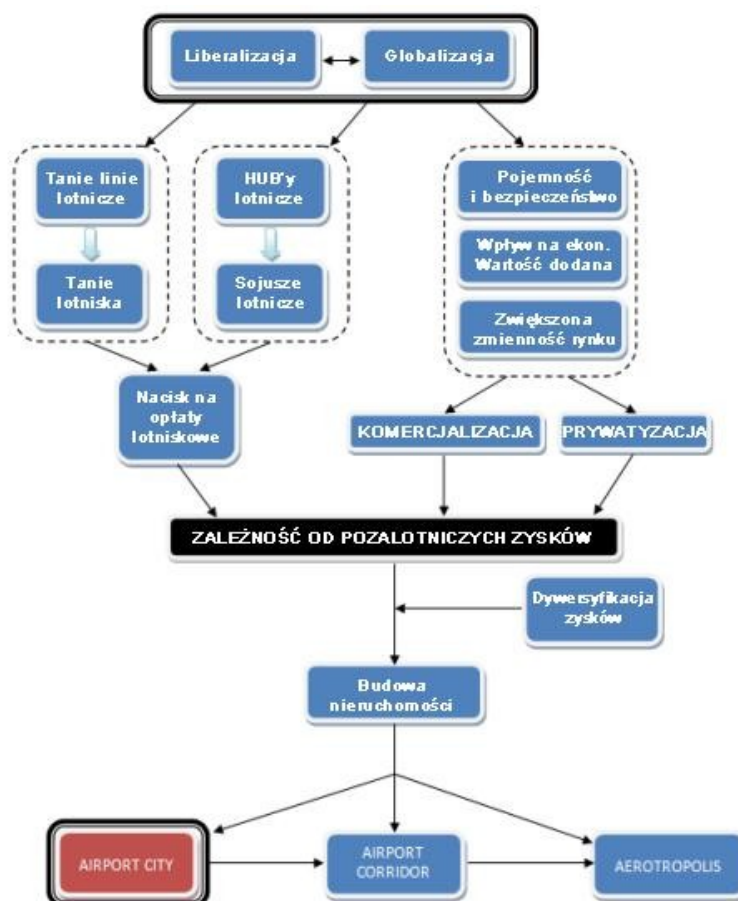 Liberalizacja
Globalizacja
Tanie linie
lotnicze
HUB'y
lotnicze
Pojemność
i bezpieczeństwo
Wpływ na ekon.
Wartość dodana
Tanie
lotniska
Sojusze
lotnicze
Zwiększona
zmienność rynku
Nacisk na
opłaty
lotniskowe
KOMERCJALIZACJA
PRYWATYZACJA
ZALEŻNOŚĆ OD POZALOTNICZYCH ZYSKÓW
Dywersyfikacja
zysków
Budowa
nieruchomości
AIRPORT CITY
AIRPORT
CORRIDOR
AEROTROPOLIS